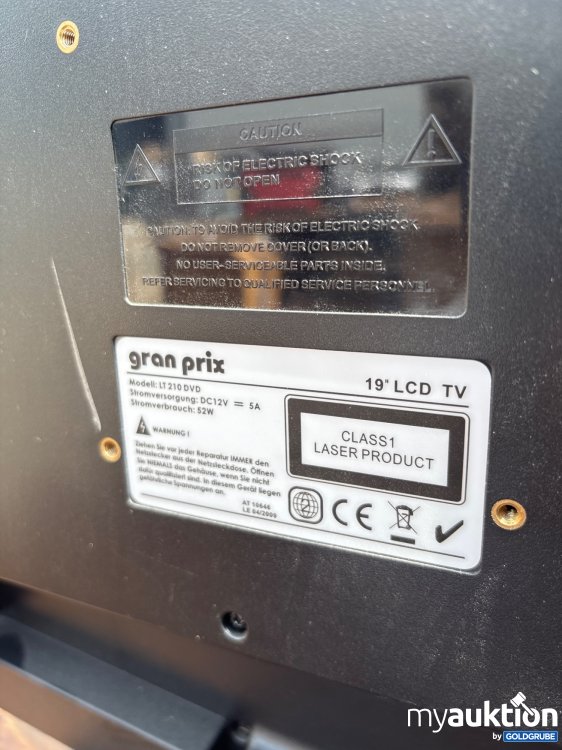 CAUTION
RISK OF ELECTRIC SHOCK
DO NOT OPEN
CAUTION: TO AVOID THE RISK OF ELECTRIC SHOCK
DO NOT REMOVE COVER (OR BACK).
NO USER-SERVICEABLE PARTS INSIDE.
REFER SERVICING TO QUALIFIED SERVICE PERSONNEL.
gran prix
19" LCD TV
Modell: LT 210 DVD
Stromversorgung: DC12V ⎓ 5A
Stromverbrauch: 52W
WARNUNG !
Ziehen Sie vor jeder Reparatur IMMER den
Netzstecker aus der Netzsteckdose. Öffnen
Sie NIEMALS das Gehäuse, wenn Sie nicht
dafür qualifiziert sind. In diesem Gerät liegen
gefährliche Spannungen an.
AT 10646
LE 04/2009
CLASS1
LASER PRODUCT
2
CE
myauktion
by GOLDGRUBE